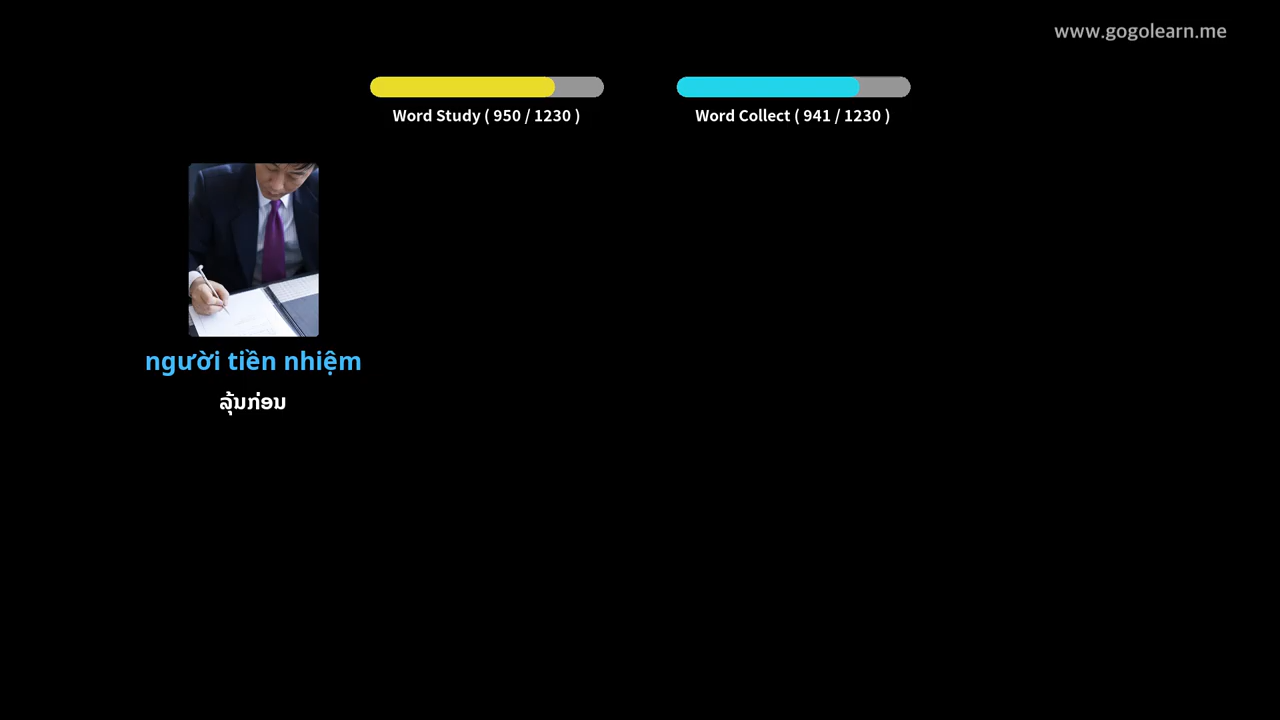 www.gogolearn.me
Word Study ( 950 / 1230 )
Word Collect ( 941 / 1230 )
người tiền nhiệm
ລຸ້ນກ່ອນ